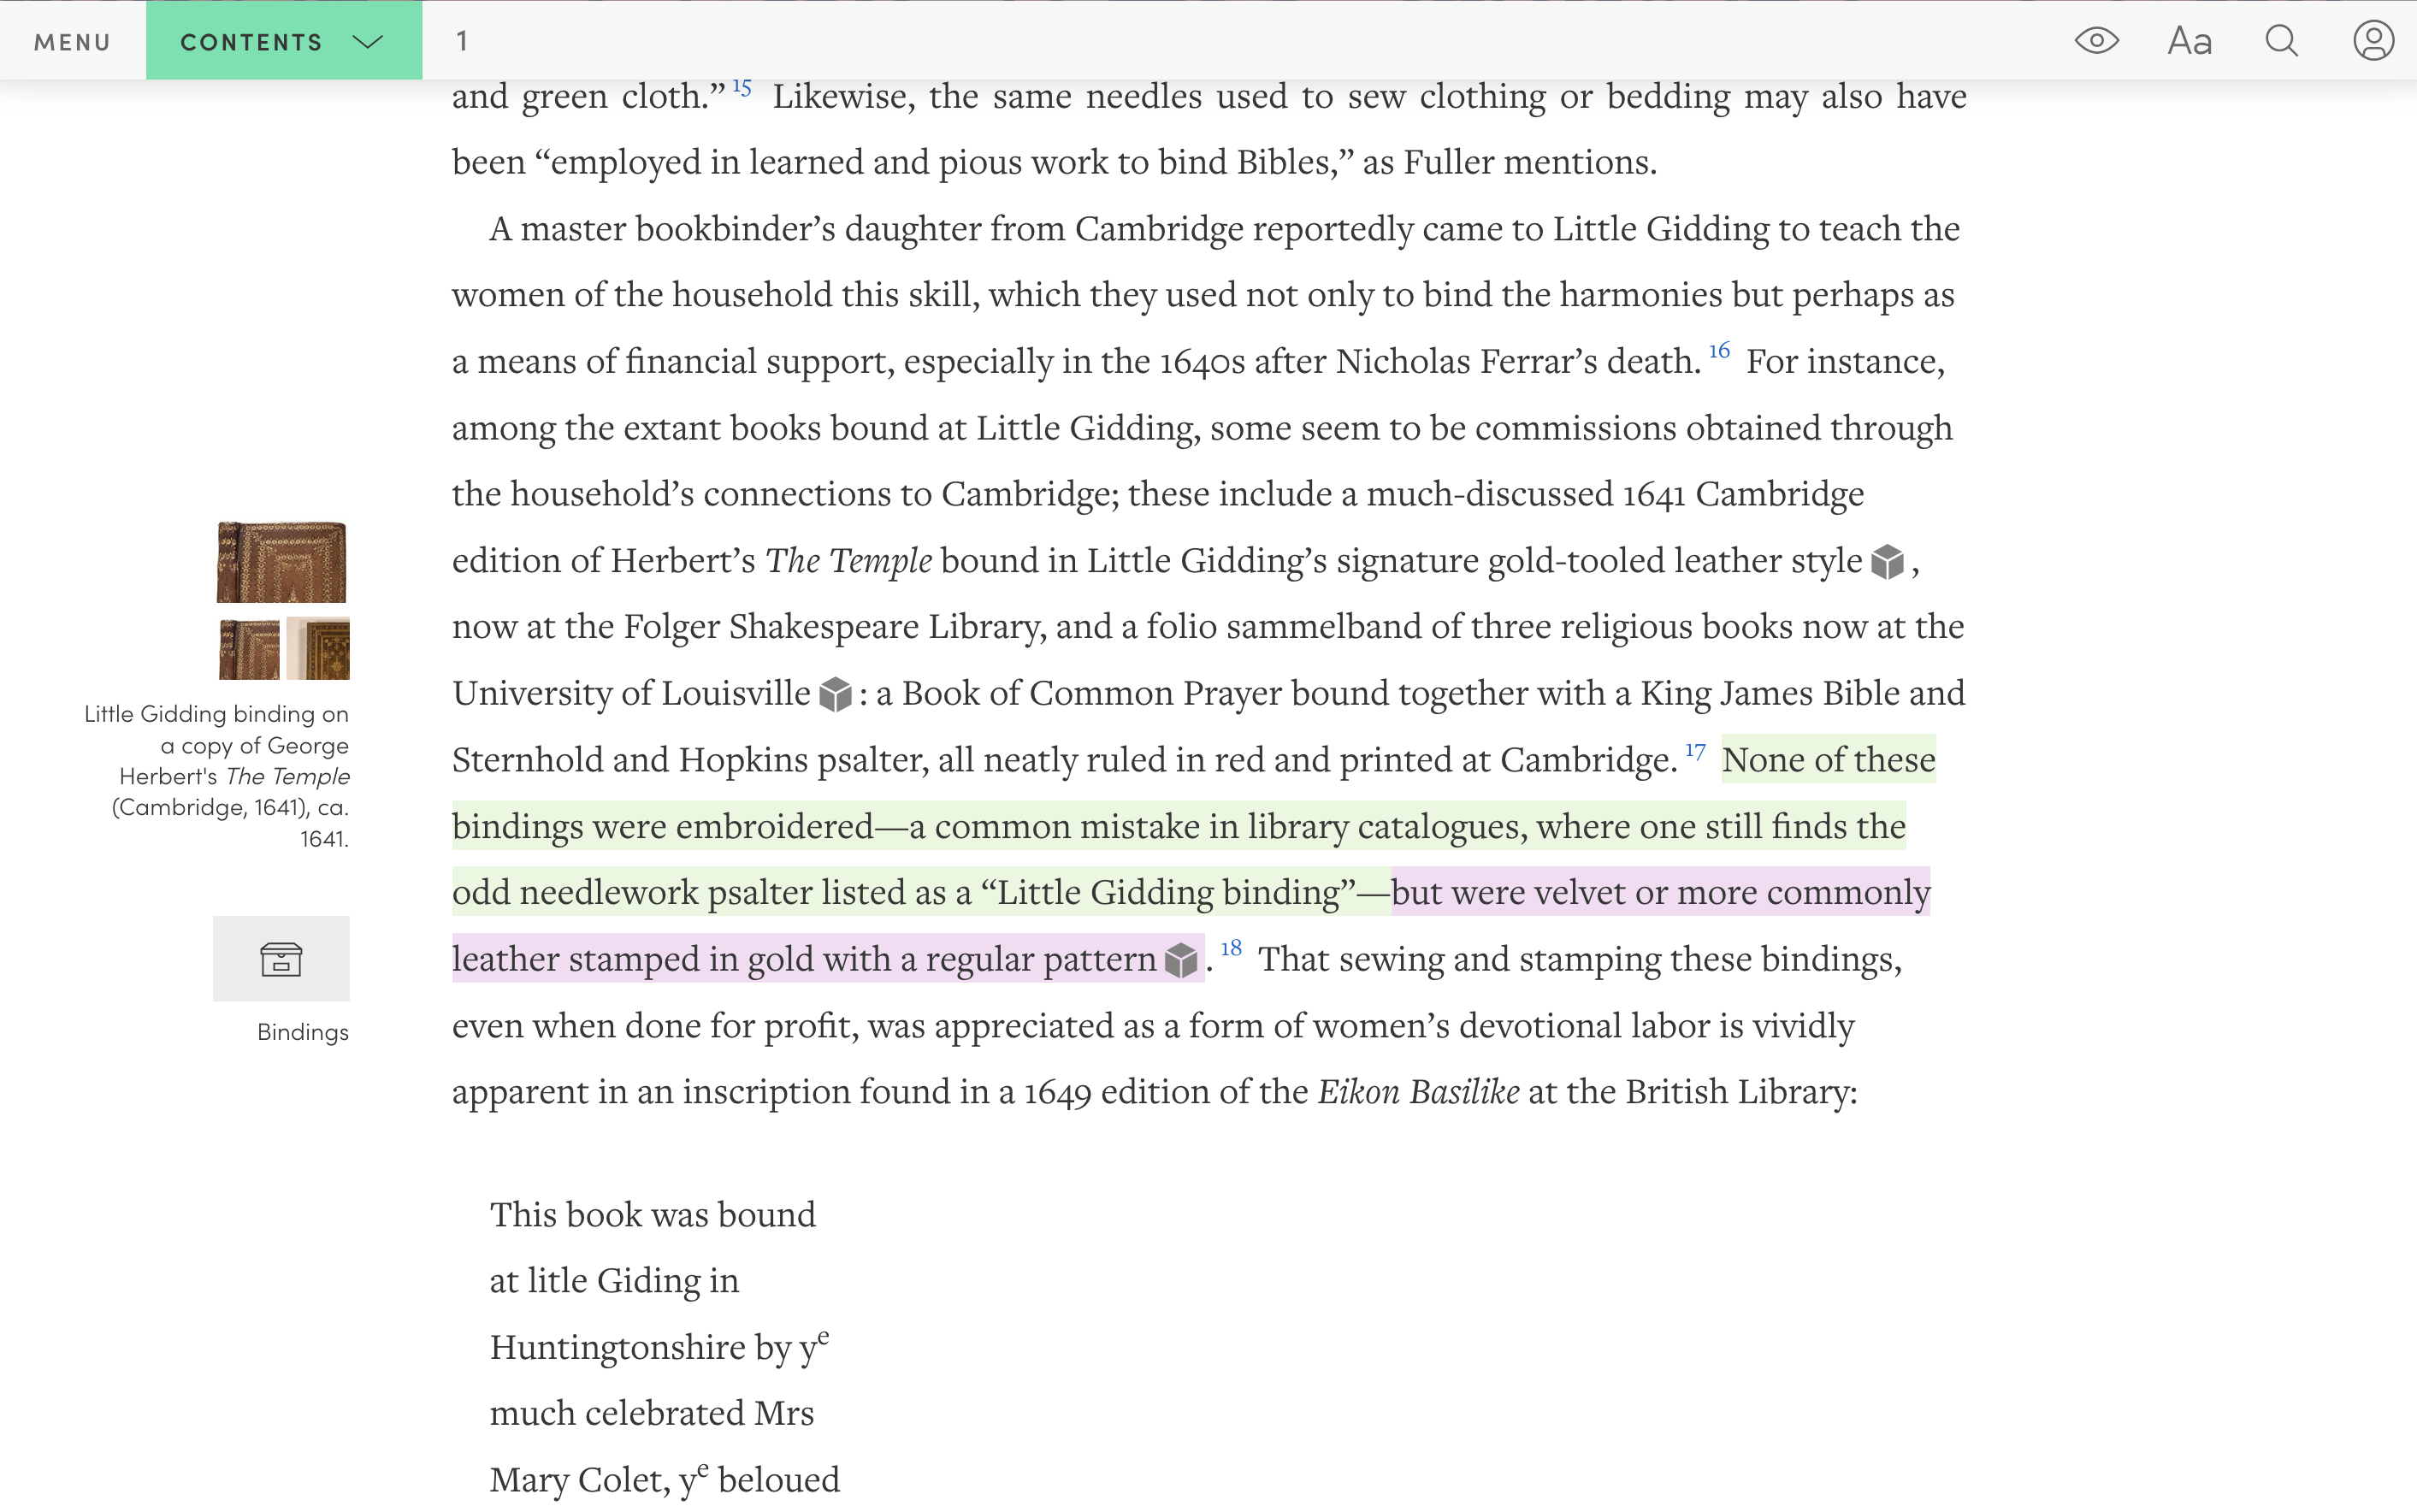 MENU CONTENTS 1 Aa
and green cloth.” 15 Likewise, the same needles used to sew clothing or bedding may also have
been “employed in learned and pious work to bind Bibles,” as Fuller mentions.
A master bookbinder’s daughter from Cambridge reportedly came to Little Gidding to teach the
women of the household this skill, which they used not only to bind the harmonies but perhaps as
a means of financial support, especially in the 1640s after Nicholas Ferrar’s death. 16 For instance,
among the extant books bound at Little Gidding, some seem to be commissions obtained through
the household’s connections to Cambridge; these include a much-discussed 1641 Cambridge
edition of Herbert’s The Temple bound in Little Gidding’s signature gold-tooled leather style ,
now at the Folger Shakespeare Library, and a folio sammelband of three religious books now at the
University of Louisville : a Book of Common Prayer bound together with a King James Bible and
Sternhold and Hopkins psalter, all neatly ruled in red and printed at Cambridge. 17 None of these
bindings were embroidered—a common mistake in library catalogues, where one still finds the
odd needlework psalter listed as a “Little Gidding binding”—but were velvet or more commonly
leather stamped in gold with a regular pattern . 18 That sewing and stamping these bindings,
even when done for profit, was appreciated as a form of women’s devotional labor is vividly
apparent in an inscription found in a 1649 edition of the Eikon Basilike at the British Library:
This book was bound
at litle Giding in
Huntingtonshire by yᵉ
much celebrated Mrs
Mary Colet, yᵉ beloued
Little Gidding binding on
a copy of George
Herbert's The Temple
(Cambridge, 1641), ca.
1641.
Bindings